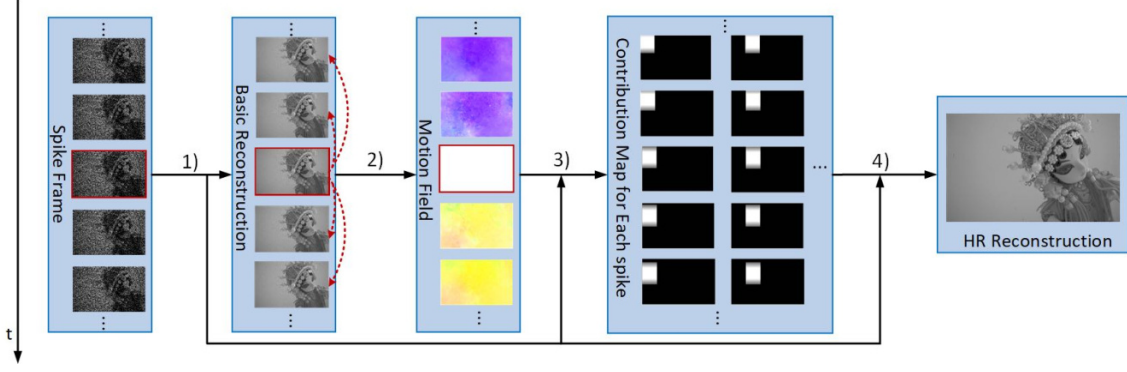 Spike Frame
1)
Basic Reconstruction
2)
Motion Field
3)
Contribution Map for Each spike
...
4)
HR Reconstruction
t